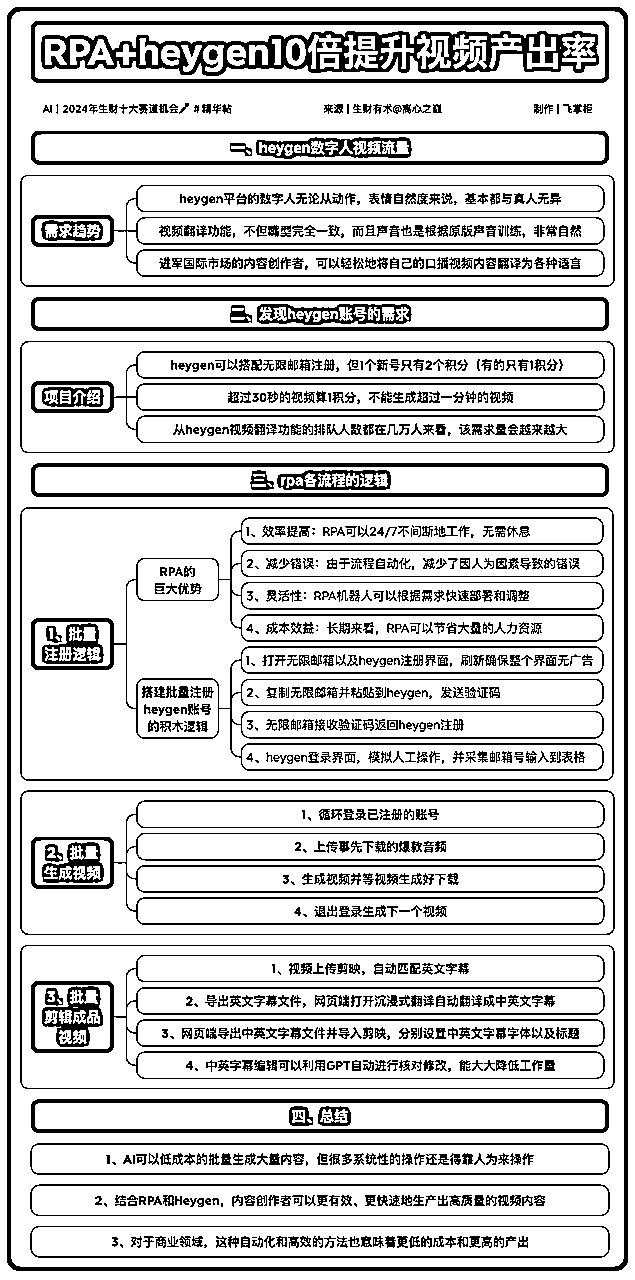 RPA+heygen10倍提升视频产出率
AI | 2024年生财十大赛道机会 #精华帖
来源 | 生财有术@离心之巅
制作 | 飞掌柜
一、heygen数字人视频流量
需求趋势
heygen平台的数字人无论从动作，表情自然度来说，基本都与真人无异
视频翻译功能，不但嘴型完全一致，而且声音也是根据原版声音训练，非常自然
进军国际市场的内容创作者，可以轻松地将自己的口播视频内容翻译为各种语言
二、发现heygen账号的需求
项目介绍
heygen可以搭配无限邮箱注册，但1个新号只有2个积分（有的只有1积分）
超过30秒的视频算1积分，不能生成超过一分钟的视频
从heygen视频翻译功能的排队人数都在几万人来看，该需求量会越来越大
三、rpa各流程的逻辑
1、批量
注册逻辑
RPA的
巨大优势
1、效率提高：RPA可以24/7不间断地工作，无需休息
2、减少错误：由于流程自动化，减少了因人为因素导致的错误
3、灵活性：RPA机器人可以根据需求快速部署和调整
4、成本效益：长期来看，RPA可以节省大量的人力资源
搭建批量注册
heygen账号
的积木逻辑
1、打开无限邮箱以及heygen注册界面，刷新确保整个界面无广告
2、复制无限邮箱并粘贴到heygen，发送验证码
3、无限邮箱接收验证码返回heygen注册
4、heygen登录界面，模拟人工操作，并采集邮箱号输入到表格
2、批量
生成视频
1、循环登录已注册的账号
2、上传事先下载的爆款音频
3、生成视频并等视频生成好下载
4、退出登录生成下一个视频
3、批量
剪辑成品
视频
1、视频上传剪映，自动匹配英文字幕
2、导出英文字幕文件，网页端打开沉浸式翻译自动翻译成中英文字幕
3、网页端导出中英文字幕文件并导入剪映，分别设置中英文字幕字体以及标题
4、中英字幕编辑可以利用GPT自动进行核对修改，能大大降低工作量
四、总结
1、AI可以低成本的批量生成大量内容，但很多系统性的操作还是得靠人为来操作
2、结合RPA和Heygen，内容创作者可以更有效、更快速地生产出高质量的视频内容
3、对于商业领域，这种自动化和高效的方法也意味着更低的成本和更高的产出